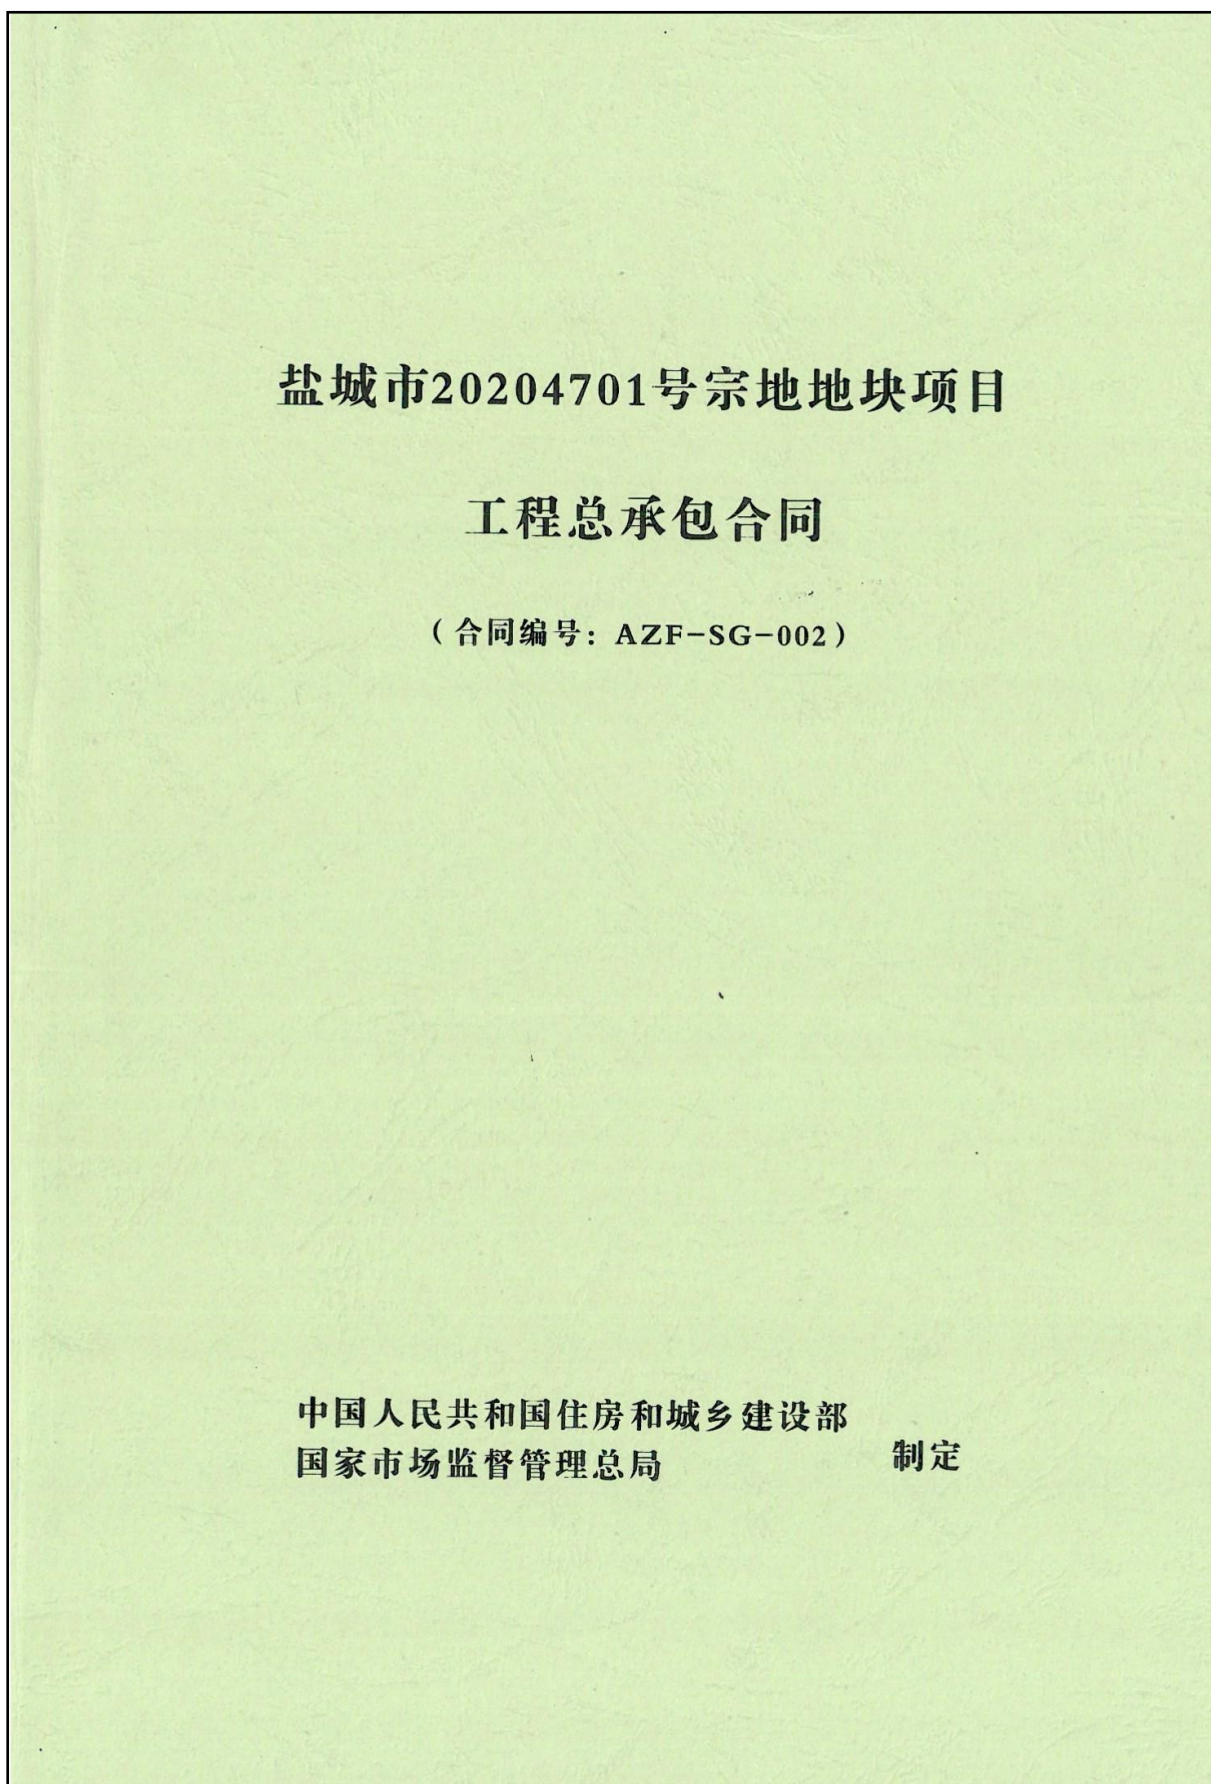 盐城市20204701号宗地地块项目
工程总承包合同
（合同编号：AZF-SG-002）
中国人民共和国住房和城乡建设部
国家市场监督管理总局
制定